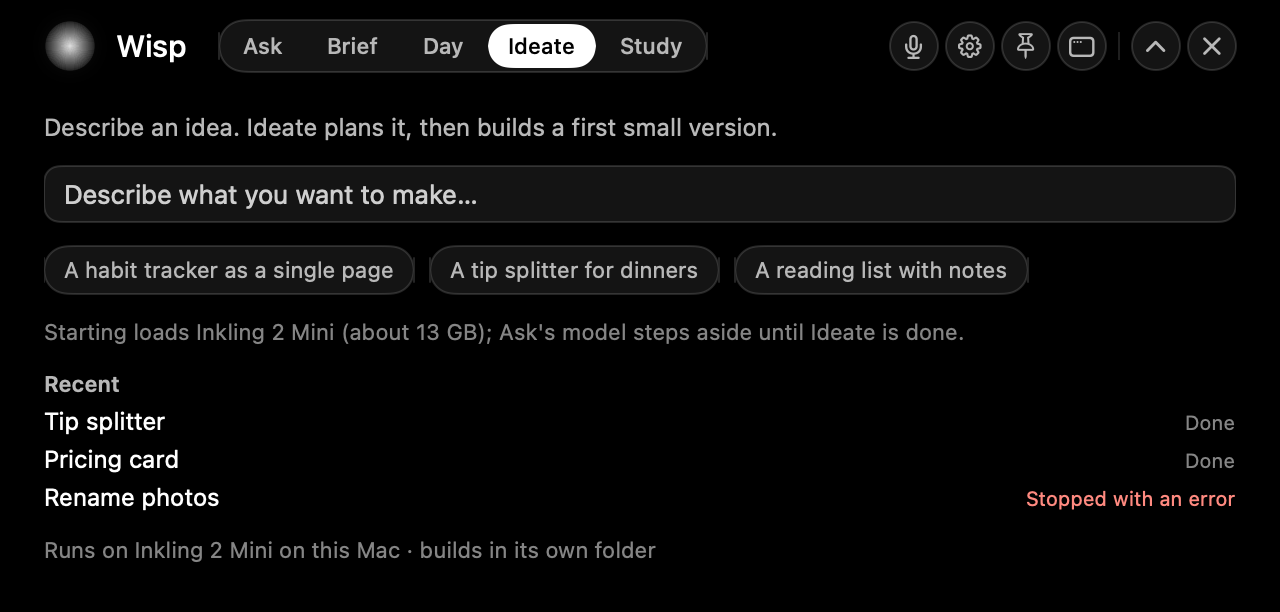 Wisp Ask Brief Day Ideate Study
Describe an idea. Ideate plans it, then builds a first small version.
Describe what you want to make...
A habit tracker as a single page A tip splitter for dinners A reading list with notes
Starting loads Inkling 2 Mini (about 13 GB); Ask's model steps aside until Ideate is done.
Recent
Tip splitter Done
Pricing card Done
Rename photos Stopped with an error
Runs on Inkling 2 Mini on this Mac · builds in its own folder